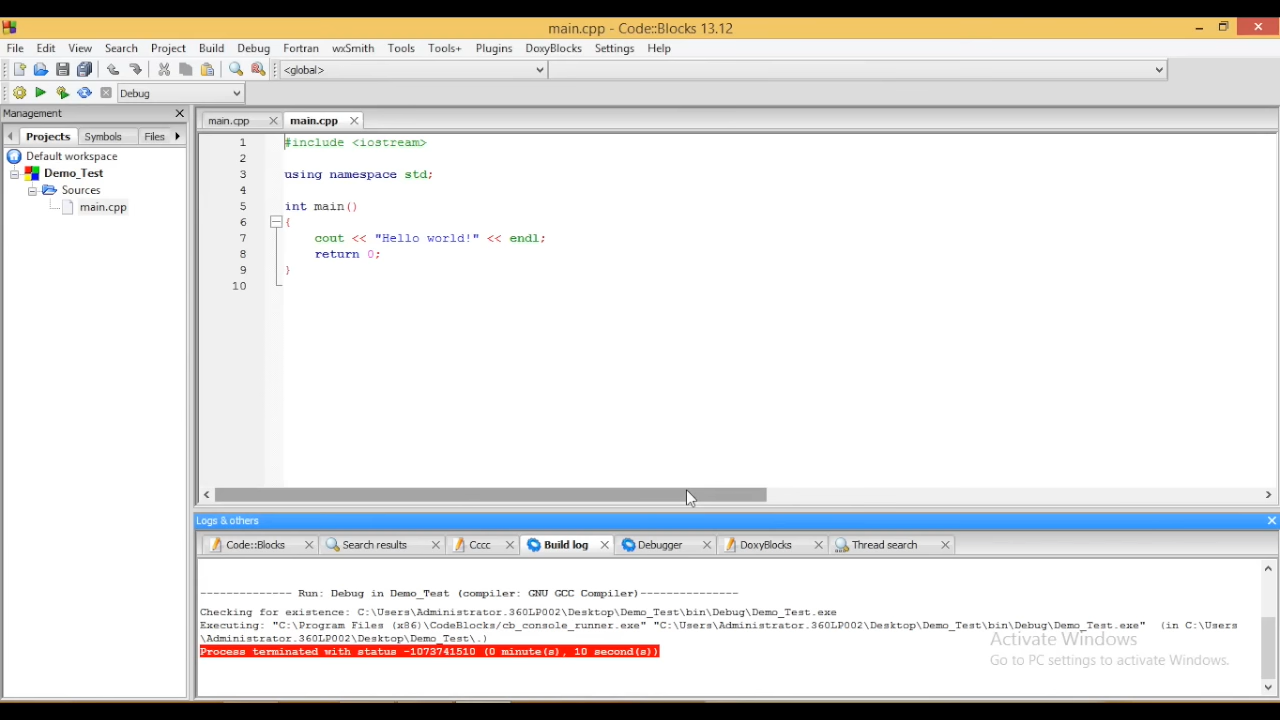 main.cpp - Code::Blocks 13.12
File Edit View Search Project Build Debug Fortran wxSmith Tools Tools+ Plugins DoxyBlocks Settings Help
<global>
Debug
Management
Projects Symbols Files
Default workspace
Demo_Test
Sources
main.cpp
main.cpp main.cpp
1 #include <iostream>
2
3 using namespace std;
4
5 int main()
6 {
7 cout << "Hello world!" << endl;
8 return 0;
9 }
10
Logs & others
Code::Blocks Search results Cccc Build log Debugger DoxyBlocks Thread search
-------------- Run: Debug in Demo_Test (compiler: GNU GCC Compiler)---------------
Checking for existence: C:\Users\Administrator.360LP002\Desktop\Demo_Test\bin\Debug\Demo_Test.exe
Executing: "C:\Program Files (x86)\CodeBlocks/cb_console_runner.exe" "C:\Users\Administrator.360LP002\Desktop\Demo_Test\bin\Debug\Demo_Test.exe" (in C:\Users
\Administrator.360LP002\Desktop\Demo_Test\.)
Process terminated with status -1073741510 (0 minute(s), 10 second(s))
Activate Windows
Go to PC settings to activate Windows.